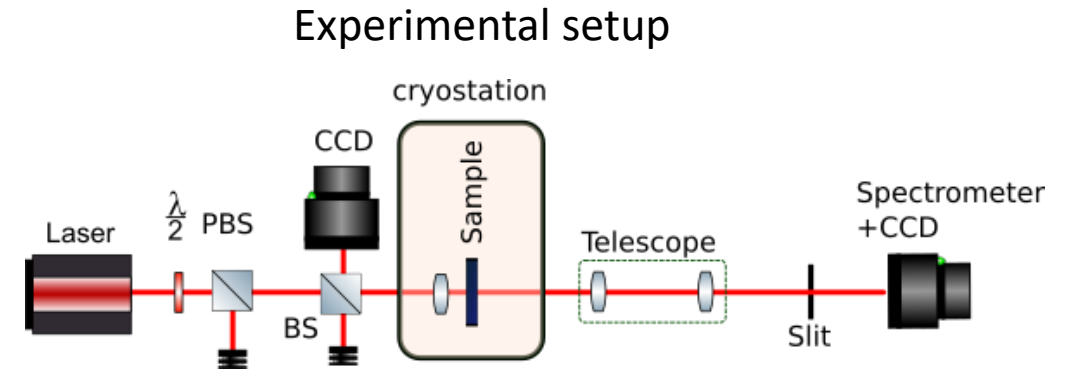 Experimental setup
cryostation
CCD
Sample
Spectrometer
+CCD
λ/2
PBS
Laser
Telescope
BS
Slit